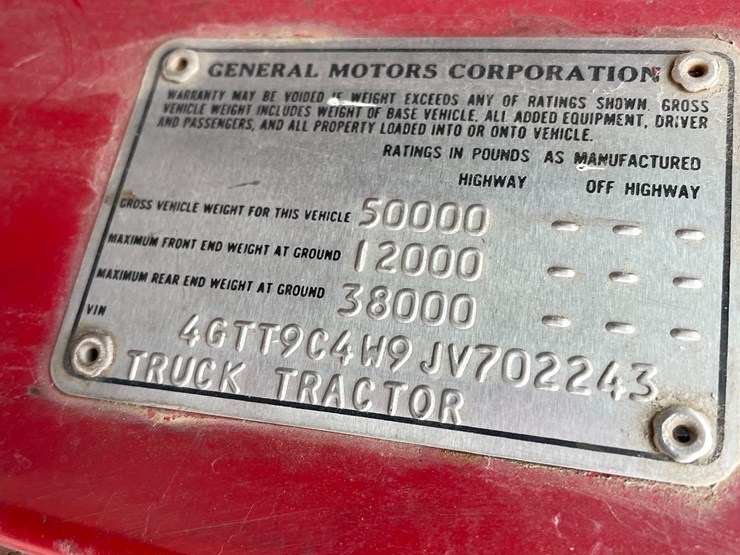 GENERAL MOTORS CORPORATION
WARRANTY MAY BE VOIDED IF WEIGHT EXCEEDS ANY OF RATINGS SHOWN. GROSS
VEHICLE WEIGHT INCLUDES WEIGHT OF BASE VEHICLE, ALL ADDED EQUIPMENT, DRIVER
AND PASSENGERS, AND ALL PROPERTY LOADED INTO OR ONTO VEHICLE.
RATINGS IN POUNDS AS MANUFACTURED
HIGHWAY OFF HIGHWAY
GROSS VEHICLE WEIGHT FOR THIS VEHICLE 50000 - - -
MAXIMUM FRONT END WEIGHT AT GROUND 12000 - - -
MAXIMUM REAR END WEIGHT AT GROUND 38000 - - -
VIN 4GTT9C4W9JV702243
TRUCK TRACTOR